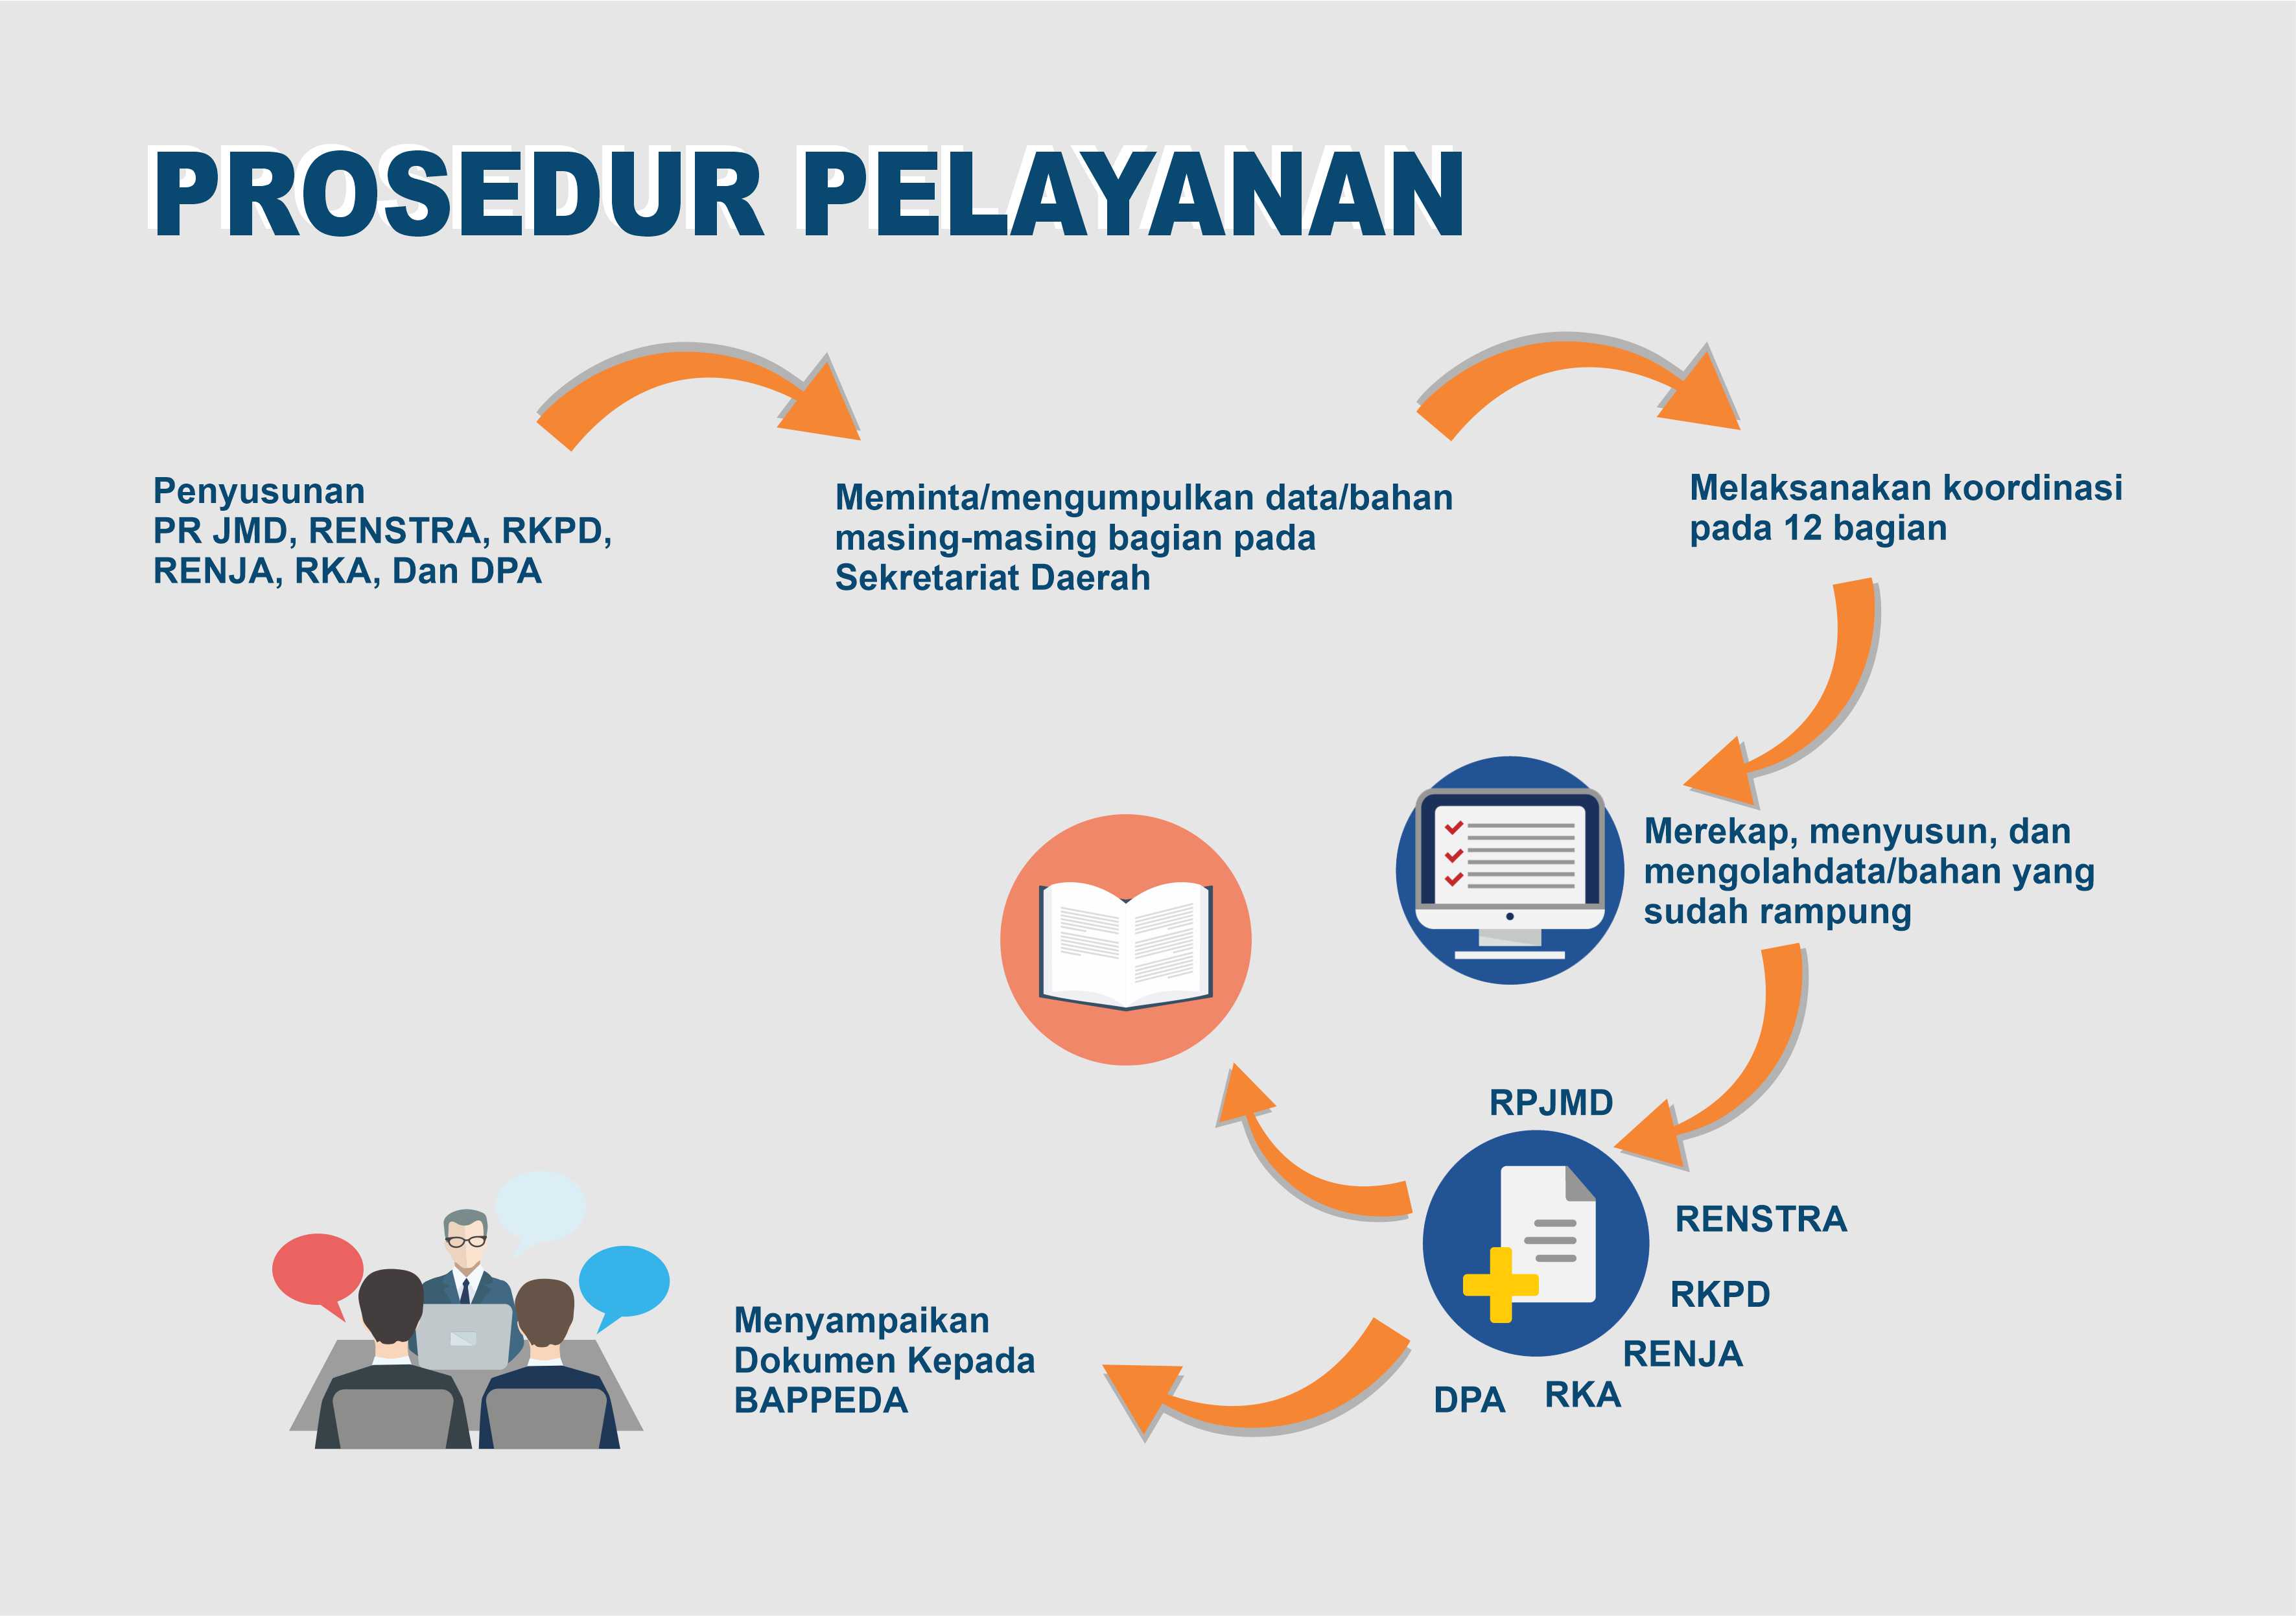 PROSEDUR PELAYANAN
Penyusunan
PR JMD, RENSTRA, RKPD,
RENJA, RKA, Dan DPA
Meminta/mengumpulkan data/bahan
masing-masing bagian pada
Sekretariat Daerah
Melaksanakan koordinasi
pada 12 bagian
Merekap, menyusun, dan
mengolahdata/bahan yang
sudah rampung
RPJMD
RENSTRA
RKPD
RENJA
RKA
DPA
Menyampaikan
Dokumen Kepada
BAPPEDA